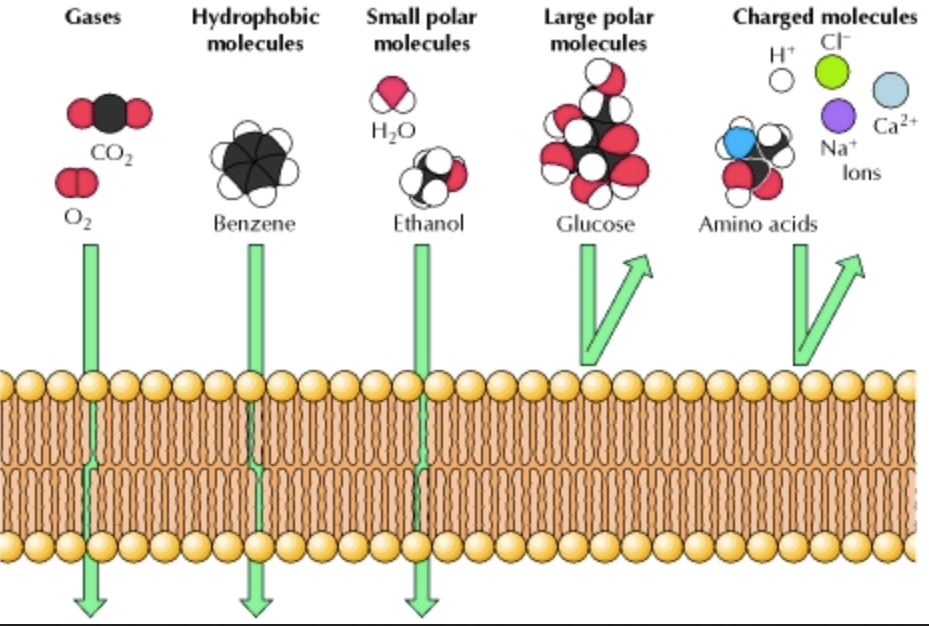 Gases
Hydrophobic
molecules
Small polar
molecules
Large polar
molecules
Charged molecules
CO₂
O₂
Benzene
H₂O
Ethanol
Glucose
H⁺
Cl⁻
Ca²⁺
Na⁺
Ions
Amino acids